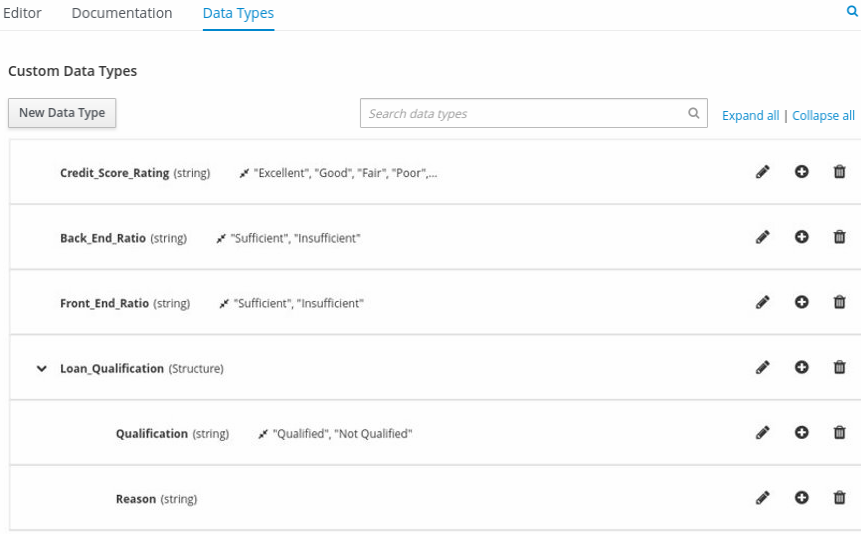 Editor Documentation Data Types
Custom Data Types
New Data Type Search data types Expand all | Collapse all
Credit_Score_Rating (string) "Excellent", "Good", "Fair", "Poor",...
Back_End_Ratio (string) "Sufficient", "Insufficient"
Front_End_Ratio (string) "Sufficient", "Insufficient"
Loan_Qualification (Structure)
Qualification (string) "Qualified", "Not Qualified"
Reason (string)